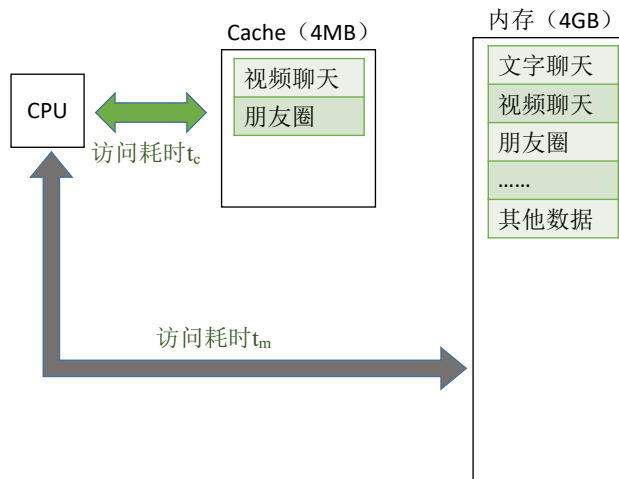 Cache（4MB）
内存（4GB）
CPU
视频聊天
朋友圈
访问耗时tc
文字聊天
视频聊天
朋友圈
......
其他数据
访问耗时tm